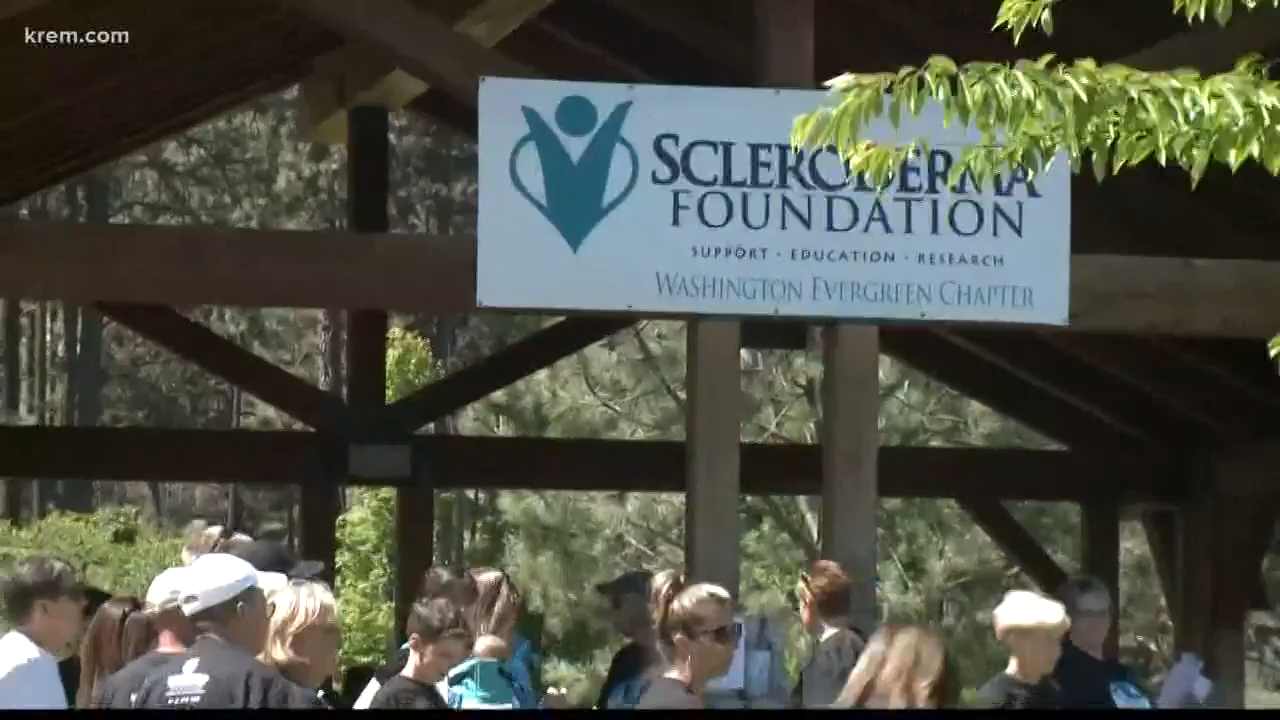 krem.com
SCLERODERMA
FOUNDATION
SUPPORT · EDUCATION · RESEARCH
WASHINGTON EVERGREEN CHAPTER